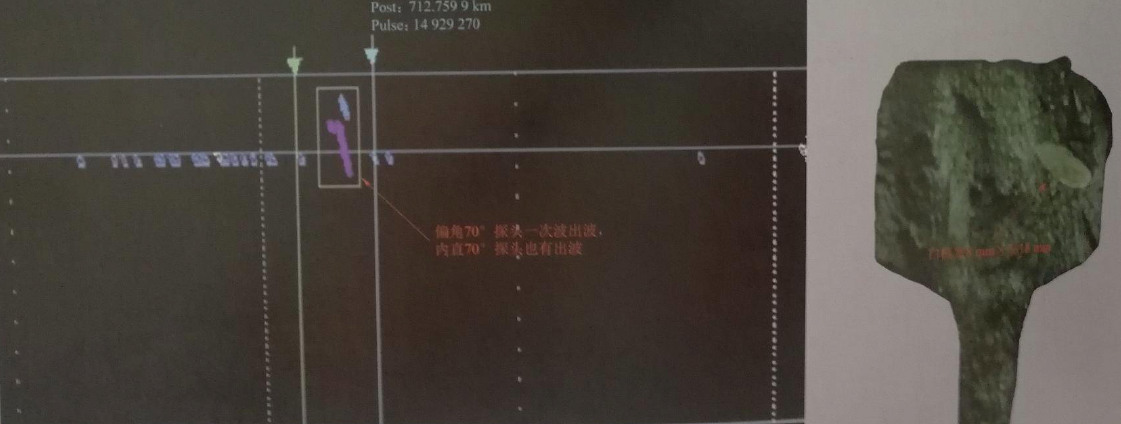 Post：712.759 9 km
Pulse：14 929 270
偏角70°探头一次波出波，
内直70°探头也有出波